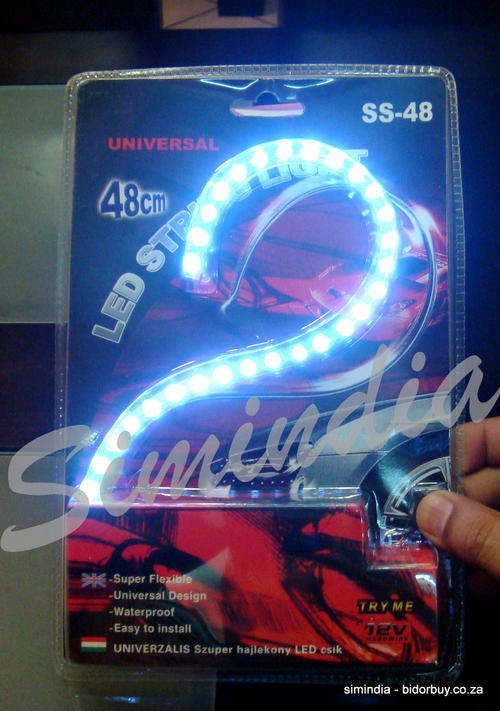 SS-48
UNIVERSAL
48cm
LED STRING LIGHT
Simindia
-Super Flexible
-Universal Design
-Waterproof
-Easy to install
UNIVERZALIS Szuper hajlekony LED csik
TRY ME
12V
simindia - bidorbuy.co.za